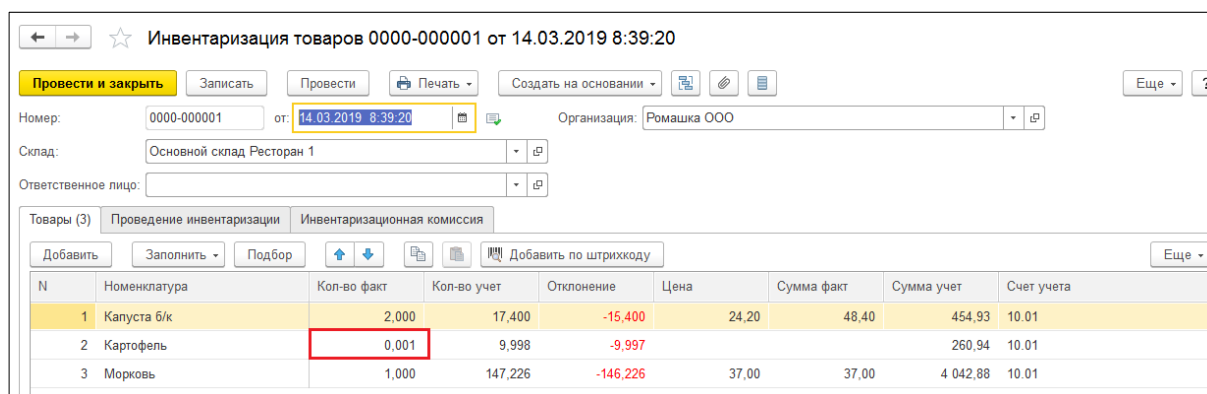 Инвентаризация товаров 0000-000001 от 14.03.2019 8:39:20
Провести и закрыть Записать Провести Печать Создать на основании Еще ?
Номер: 0000-000001 от: 14.03.2019 8:39:20 Организация: Ромашка ООО
Склад: Основной склад Ресторан 1
Ответственное лицо:
Товары (3) Проведение инвентаризации Инвентаризационная комиссия
Добавить Заполнить Подбор Добавить по штрихкоду Еще
N Номенклатура Кол-во факт Кол-во учет Отклонение Цена Сумма факт Сумма учет Счет учета
1 Капуста б/к 2,000 17,400 -15,400 24,20 48,40 454,93 10.01
2 Картофель 0,001 9,998 -9,997 260,94 10.01
3 Морковь 1,000 147,226 -146,226 37,00 37,00 4 042,88 10.01